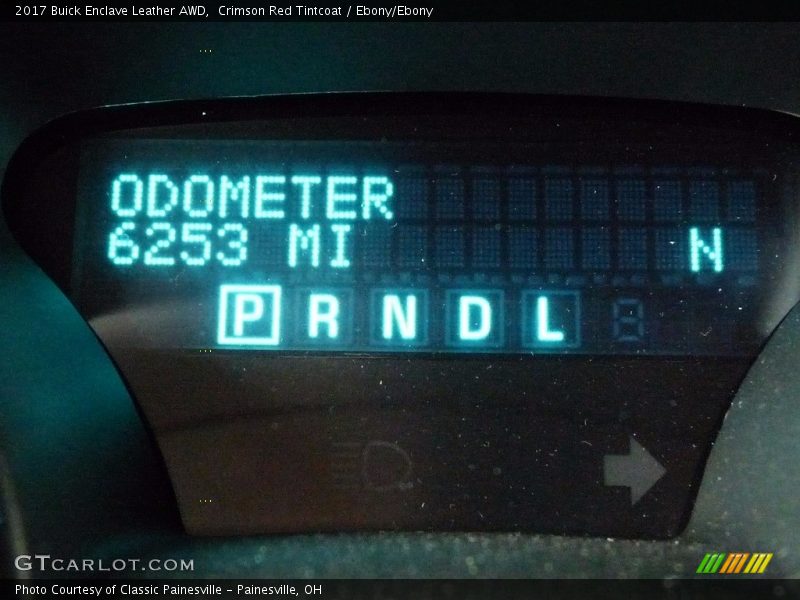 2017 Buick Enclave Leather AWD,  Crimson Red Tintcoat / Ebony/Ebony
ODOMETER
6253 MI N
P R N D L
GTCARLOT.COM
Photo Courtesy of Classic Painesville - Painesville, OH